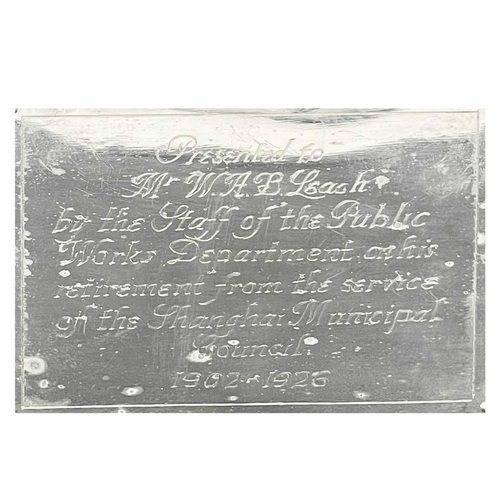 Presented to
Mr W.A.B. Leach
by the Staff of the Public
Works Department on his
retirement from the service
of the Shanghai Municipal
Council.
1902-1926